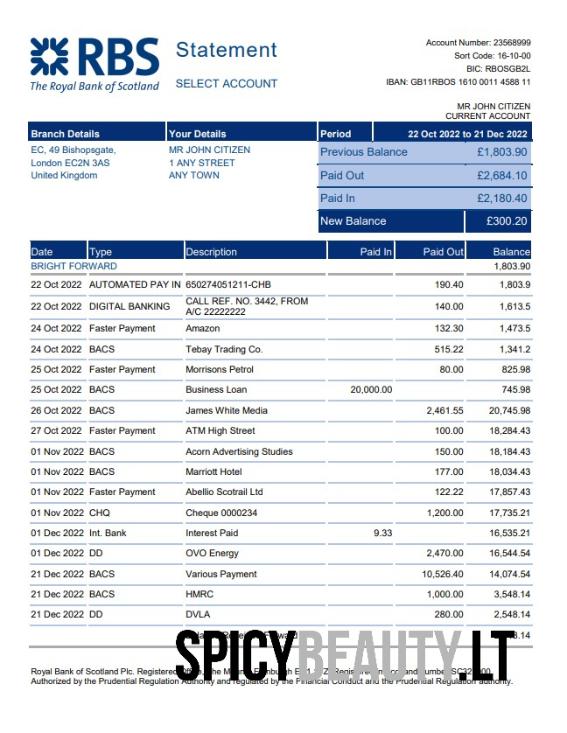 RBS
The Royal Bank of Scotland
Statement
SELECT ACCOUNT
Account Number: 23568999
Sort Code: 16-10-00
BIC: RBOSGB2L
IBAN: GB11RBOS 1610 0011 4588 11
MR JOHN CITIZEN
CURRENT ACCOUNT
Branch Details Your Details Period 22 Oct 2022 to 21 Dec 2022
EC, 49 Bishopsgate, MR JOHN CITIZEN Previous Balance £1,803.90
London EC2N 3AS 1 ANY STREET Paid Out £2,684.10
United Kingdom ANY TOWN Paid In £2,180.40
New Balance £300.20
Date Type Description Paid In Paid Out Balance
BRIGHT FORWARD 1,803.90
22 Oct 2022 AUTOMATED PAY IN 650274051211-CHB 190.40 1,803.9
22 Oct 2022 DIGITAL BANKING CALL REF. NO. 3442, FROM 140.00 1,613.5
A/C 22222222
24 Oct 2022 Faster Payment Amazon 132.30 1,473.5
24 Oct 2022 BACS Tebay Trading Co. 515.22 1,341.2
25 Oct 2022 Faster Payment Morrisons Petrol 80.00 825.98
25 Oct 2022 BACS Business Loan 20,000.00 745.98
26 Oct 2022 BACS James White Media 2,461.55 20,745.98
27 Oct 2022 Faster Payment ATM High Street 100.00 18,284.43
01 Nov 2022 BACS Acorn Advertising Studies 150.00 18,184.43
01 Nov 2022 BACS Marriott Hotel 177.00 18,034.43
01 Nov 2022 Faster Payment Abellio Scotrail Ltd 122.22 17,857.43
01 Nov 2022 CHQ Cheque 0000234 1,200.00 17,735.21
01 Dec 2022 Int. Bank Interest Paid 9.33 16,535.21
01 Dec 2022 DD OVO Energy 2,470.00 16,544.54
21 Dec 2022 BACS Various Payment 10,526.40 14,074.54
21 Dec 2022 BACS HMRC 1,000.00 3,548.14
21 Dec 2022 DD DVLA 280.00 2,548.14
SPICYBEAUTY.LT
Royal Bank of Scotland Plc. Registered
Authorized by the Prudential Regulation Authority and regulated by the Financial Conduct and the Prudential Regulation authority.